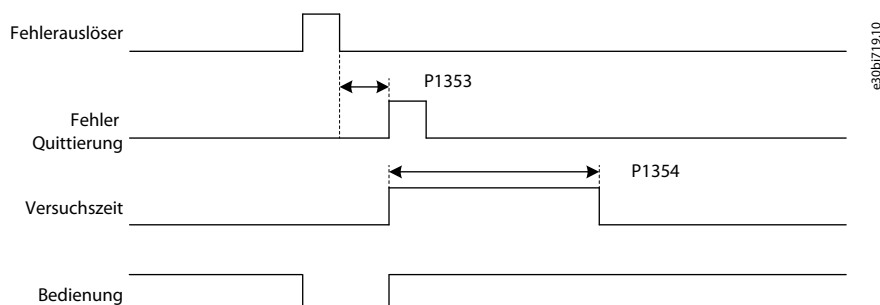 Fehlerauslöser
P1353
Fehler
Quittierung
P1354
Versuchszeit
Bedienung
e30bi719.10